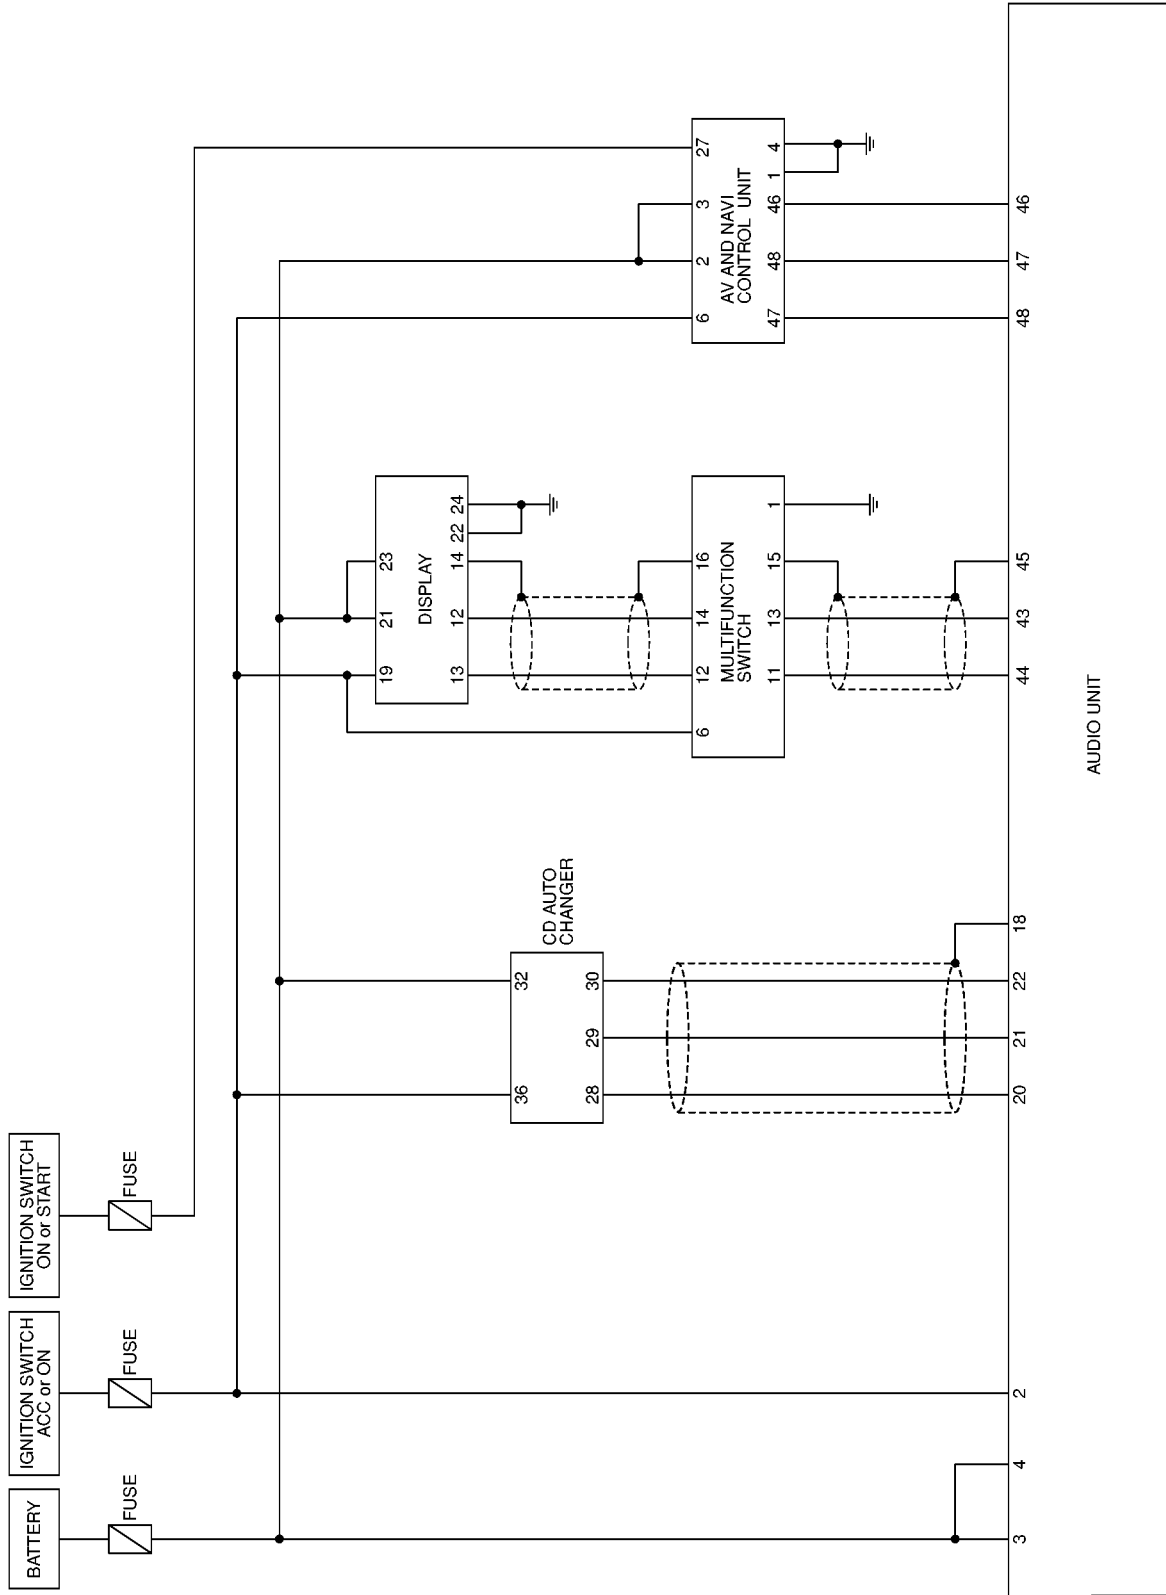 BATTERY
IGNITION SWITCH
ACC or ON
IGNITION SWITCH
ON or START
FUSE
FUSE
FUSE
19 21 23
DISPLAY
13 12 14 22 24
CD AUTO
CHANGER
36 32
28 29 30
6 12 14 16
MULTIFUNCTION
SWITCH
11 13 15 1
6 2 3 27
AV AND NAVI
CONTROL UNIT
47 48 46 1 4
3 4 2 20 21 22 18 44 43 45 48 47 46
AUDIO UNIT